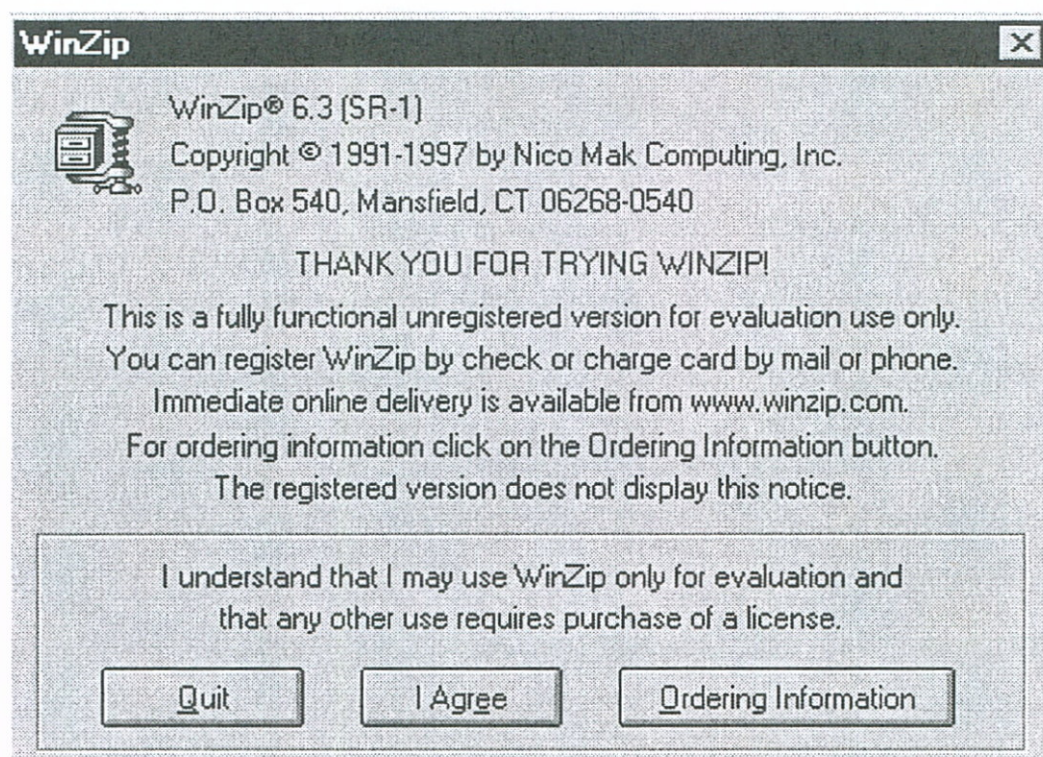 WinZip
WinZip® 6.3 (SR-1)
Copyright © 1991-1997 by Nico Mak Computing, Inc.
P.O. Box 540, Mansfield, CT 06268-0540
THANK YOU FOR TRYING WINZIP!
This is a fully functional unregistered version for evaluation use only.
You can register WinZip by check or charge card by mail or phone.
Immediate online delivery is available from www.winzip.com.
For ordering information click on the Ordering Information button.
The registered version does not display this notice.
I understand that I may use WinZip only for evaluation and
that any other use requires purchase of a license.
Quit I Agree Ordering Information